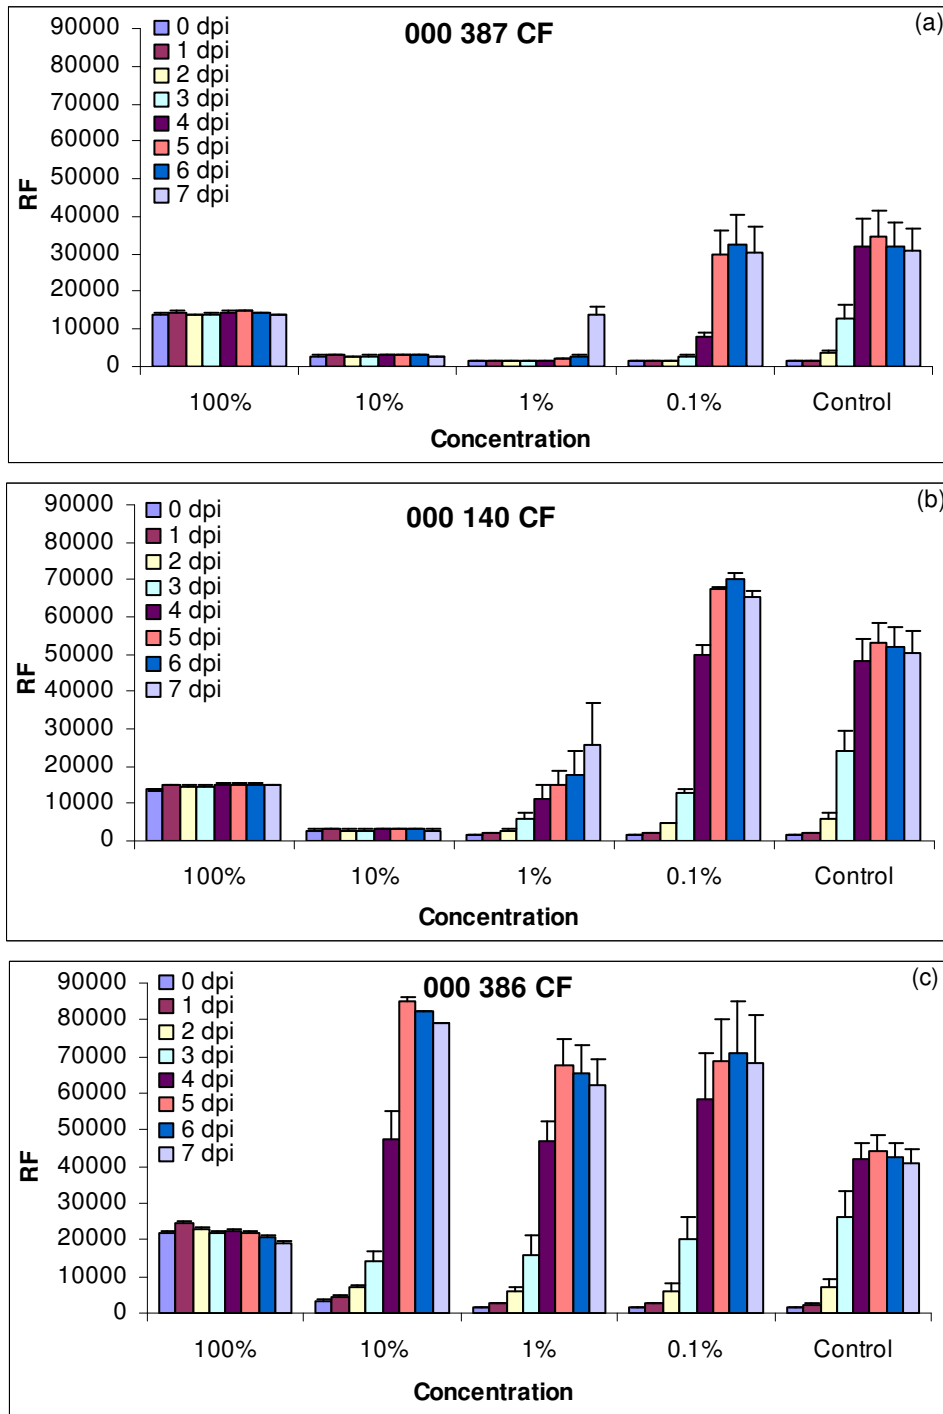 (a)
000 387 CF
90000
80000
70000
60000
50000
40000
30000
20000
10000
0
RF
0 dpi
1 dpi
2 dpi
3 dpi
4 dpi
5 dpi
6 dpi
7 dpi
100% 10% 1% 0.1% Control
Concentration
(b)
000 140 CF
90000
80000
70000
60000
50000
40000
30000
20000
10000
0
RF
0 dpi
1 dpi
2 dpi
3 dpi
4 dpi
5 dpi
6 dpi
7 dpi
100% 10% 1% 0.1% Control
Concentration
(c)
000 386 CF
90000
80000
70000
60000
50000
40000
30000
20000
10000
0
RF
0 dpi
1 dpi
2 dpi
3 dpi
4 dpi
5 dpi
6 dpi
7 dpi
100% 10% 1% 0.1% Control
Concentration